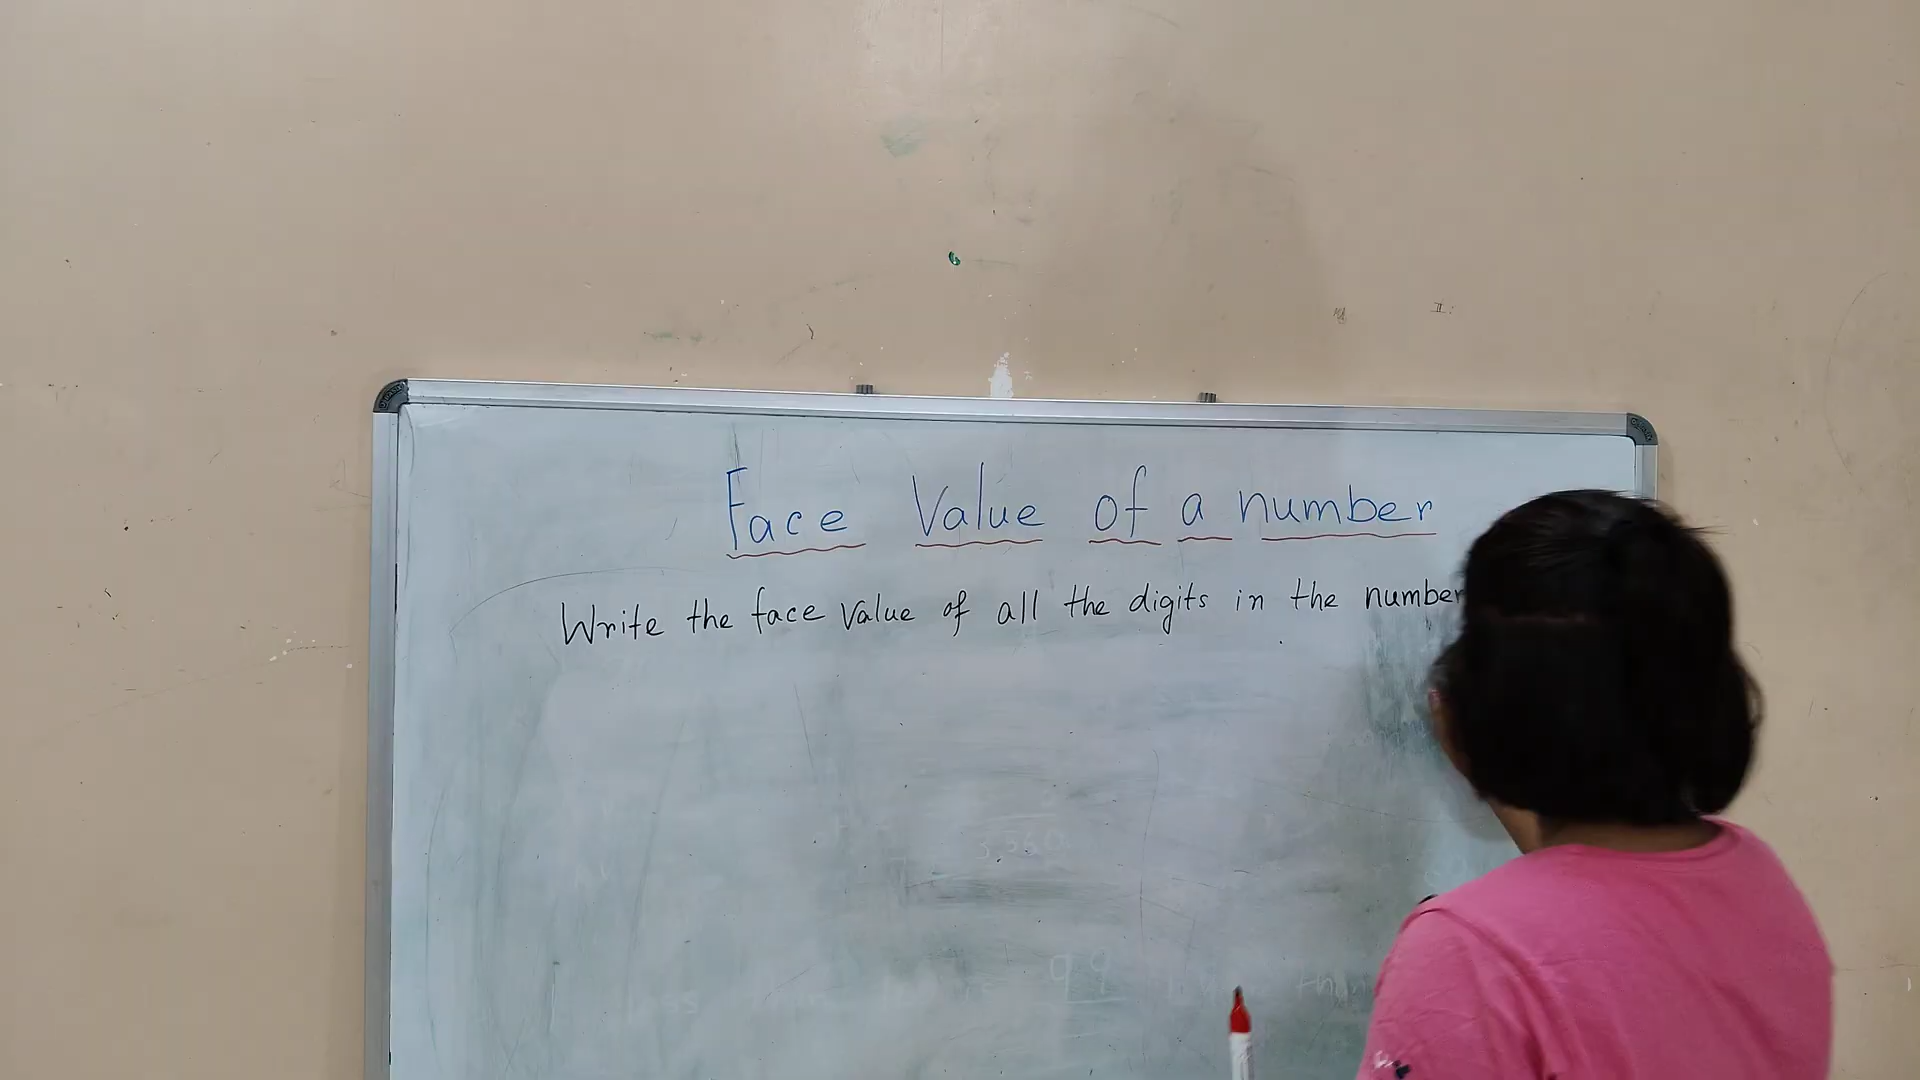 Face Value of a number
Write the face value of all the digits in the number